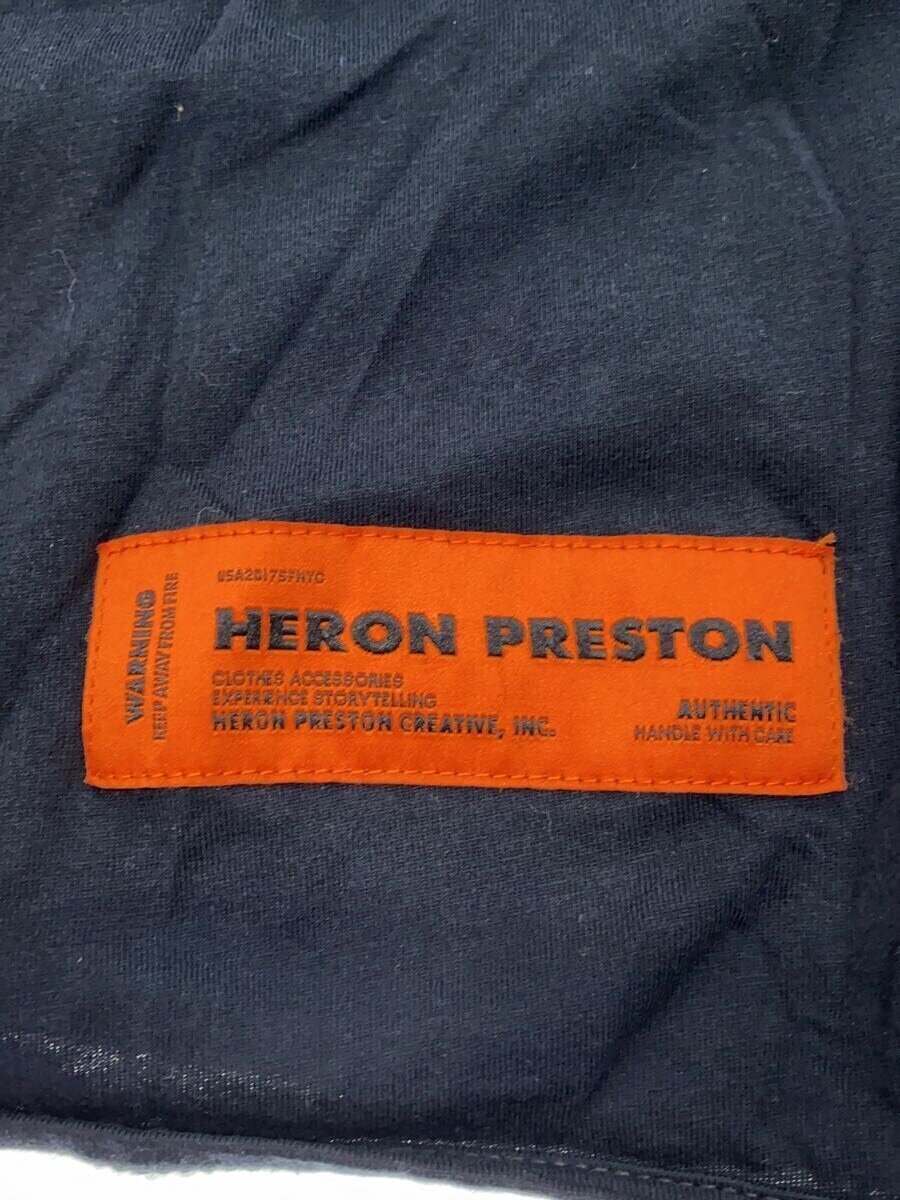 WARNING
KEEP AWAY FROM FIRE
USA2017SFNYC
HERON PRESTON
CLOTHES ACCESSORIES
EXPERIENCE STORYTELLING
HERON PRESTON CREATIVE, INC.
AUTHENTIC
HANDLE WITH CARE